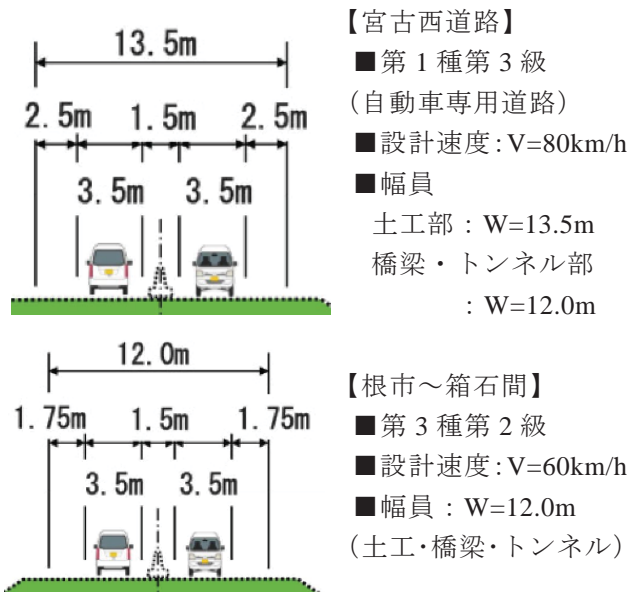 13.5m
2.5m 1.5m 2.5m
3.5m 3.5m
【宮古西道路】
■第1種第3級
(自動車専用道路)
■設計速度:V=80km/h
■幅員
土工部：W=13.5m
橋梁・トンネル部
：W=12.0m
12.0m
1.75m 1.5m 1.75m
3.5m 3.5m
【根市～箱石間】
■第3種第2級
■設計速度:V=60km/h
■幅員：W=12.0m
(土工･橋梁･トンネル)